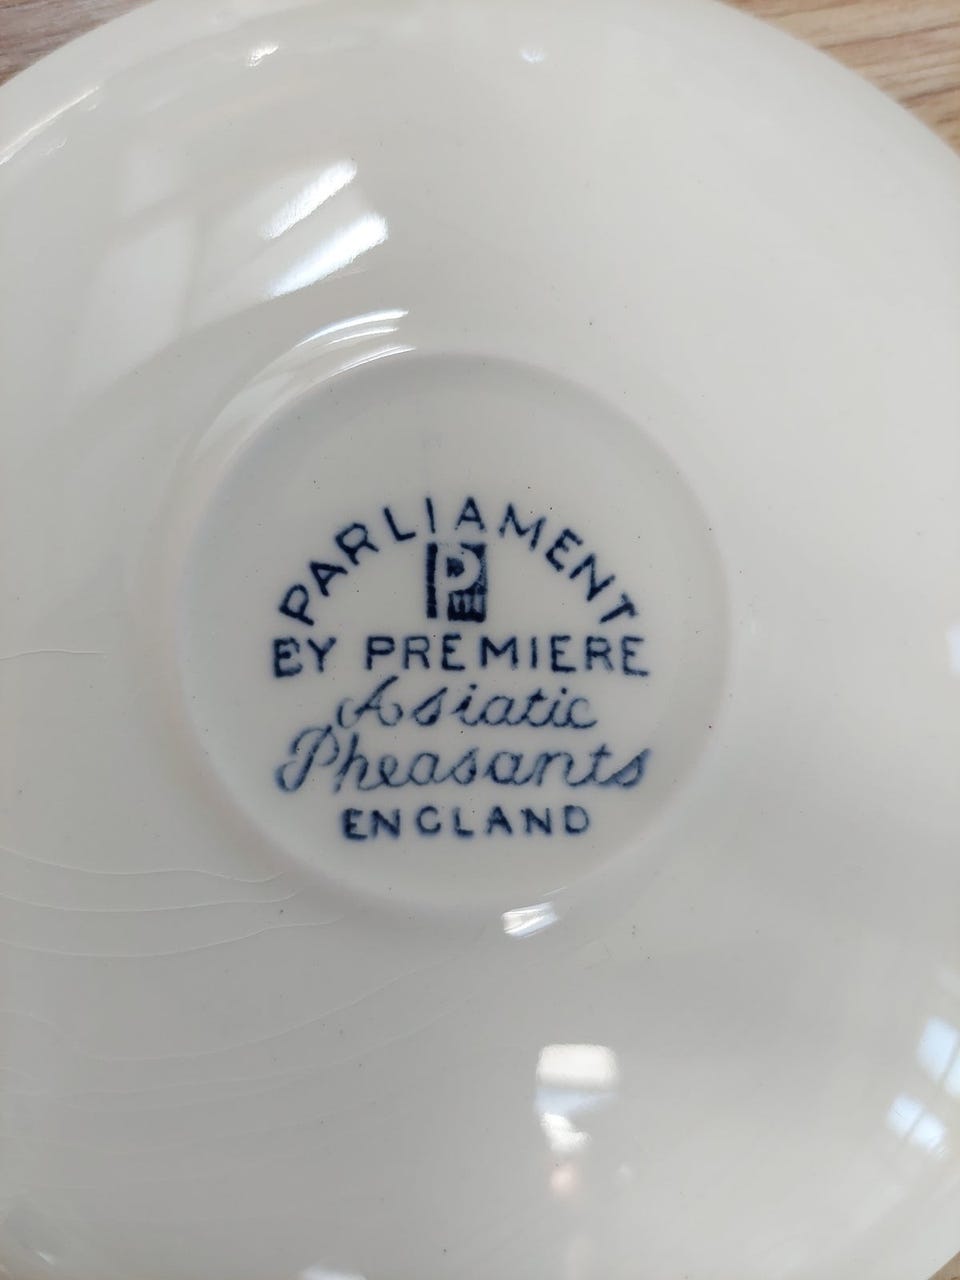 PARLIAMENT
P
BY PREMIERE
Asiatic
Pheasants
ENGLAND